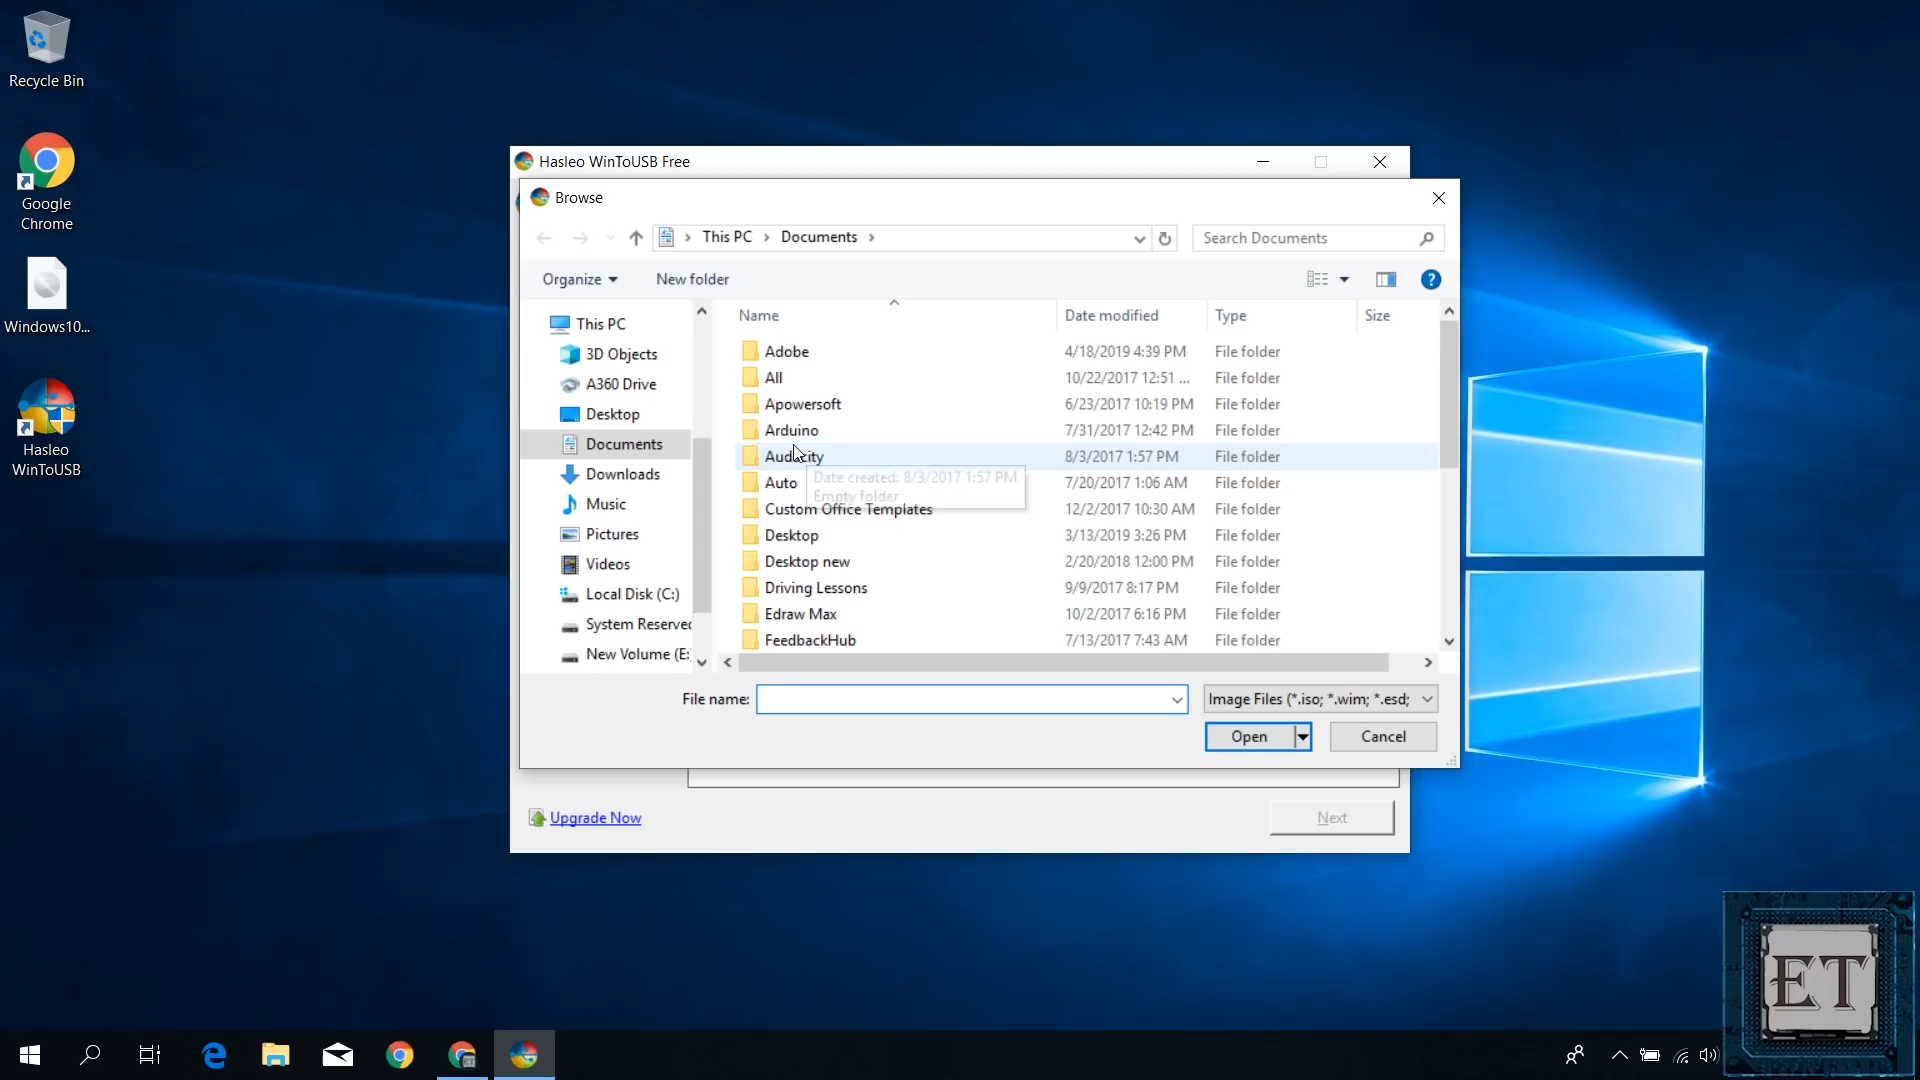 Recycle Bin
Google
Chrome
Windows10...
Hasleo
WinToUSB
Hasleo WinToUSB Free
Browse
This PC
Documents
Search Documents
Organize
New folder
This PC
3D Objects
A360 Drive
Desktop
Documents
Downloads
Music
Pictures
Videos
Local Disk (C:)
System Reserved
New Volume (E:
Name Date modified Type Size
Adobe 4/18/2019 4:39 PM File folder
All 10/22/2017 12:51 ... File folder
Apowersoft 6/23/2017 10:19 PM File folder
Arduino 7/31/2017 12:42 PM File folder
Audacity 8/3/2017 1:57 PM File folder
Auto 7/20/2017 1:06 AM File folder
Date created: 8/3/2017 1:57 PM
Empty folder
Custom Office Templates 12/2/2017 10:30 AM File folder
Desktop 3/13/2019 3:26 PM File folder
Desktop new 2/20/2018 12:00 PM File folder
Driving Lessons 9/9/2017 8:17 PM File folder
Edraw Max 10/2/2017 6:16 PM File folder
FeedbackHub 7/13/2017 7:43 AM File folder
File name:
Image Files (*.iso; *.wim; *.esd;
Open
Cancel
Upgrade Now
Next
ET